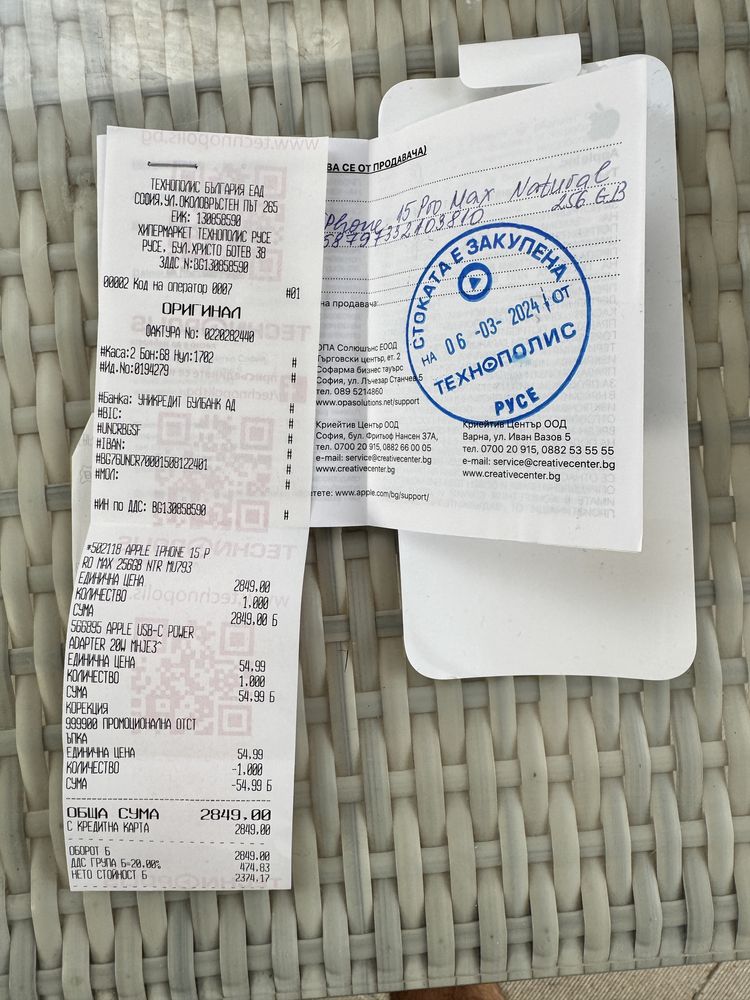 ТЕХНОПОЛИС БЪЛГАРИЯ ЕАД
СОФИЯ,УЛ.ОКОЛОВРЪСТЕН ПЪТ 265
ЕИК: 130858590
ХИПЕРМАРКЕТ ТЕХНОПОЛИС РУСЕ
РУСЕ, БУЛ.ХРИСТО БОТЕВ 38
ЗДДС N:BG130858590
00002 Код на оператор 0007 #01
ОРИГИНАЛ
ФАКТУРА No: 0220282440
#Каса:2 Бон:68 Нул:1702 #
#Ид.No:0194279 #
#Банка: УНИКРЕДИТ БУЛБАНК АД #
#BIC: #
#UNCRBGSF #
#IBAN: #
#BG76UNCR70001508122401 #
#МОЛ: #
#ИН по ДДС: BG130858590 #
*502118 APPLE IPHONE 15 P
RO MAX 256GB NTR MU793
ЕДИНИЧНА ЦЕНА 2849.00
КОЛИЧЕСТВО 1.000
СУМА 2849.00 Б
566895 APPLE USB-C POWER
ADAPTER 20W MHJE3^
ЕДИНИЧНА ЦЕНА 54.99
КОЛИЧЕСТВО 1.000
СУМА 54.99 Б
КОРЕКЦИЯ
999900 ПРОМОЦИОНАЛНА ОТСТ
ЪПКА
ЕДИНИЧНА ЦЕНА 54.99
КОЛИЧЕСТВО -1.000
СУМА -54.99 Б
ОБЩА СУМА 2849.00
С КРЕДИТНА КАРТА 2849.00
ОБОРОТ Б 2849.00
ДДС ГРУПА Б=20.00% 474.83
НЕТО СТОЙНОСТ Б 2374.17
ВА СЕ ОТ ПРОДАВАЧА)
iPhone 15 Pro Max Natural
256 GB
58797352103810
на продавача:
СТОКАТА Е ЗАКУПЕНА
НА 06 -03- 2024 ОТ
ТЕХНОПОЛИС
РУСЕ
ОПА Солюшънс ЕООД
Търговски център, ет. 2
Софарма бизнес тауърс
София, ул. Лъчезар Станчев 5
тел. 089 5214860
www.opasolutions.net/support
Криейтив Център ООД
София, бул. Фритьоф Нансен 37А,
тел. 0700 20 915, 0882 66 00 05
e-mail: service@creativecenter.bg
www.creativecenter.bg
Криейтив Център ООД
Варна, ул. Иван Вазов 5
тел. 0700 20 915, 0882 53 55 55
e-mail: service@creativecenter.bg
www.creativecenter.bg
тете: www.apple.com/bg/support/